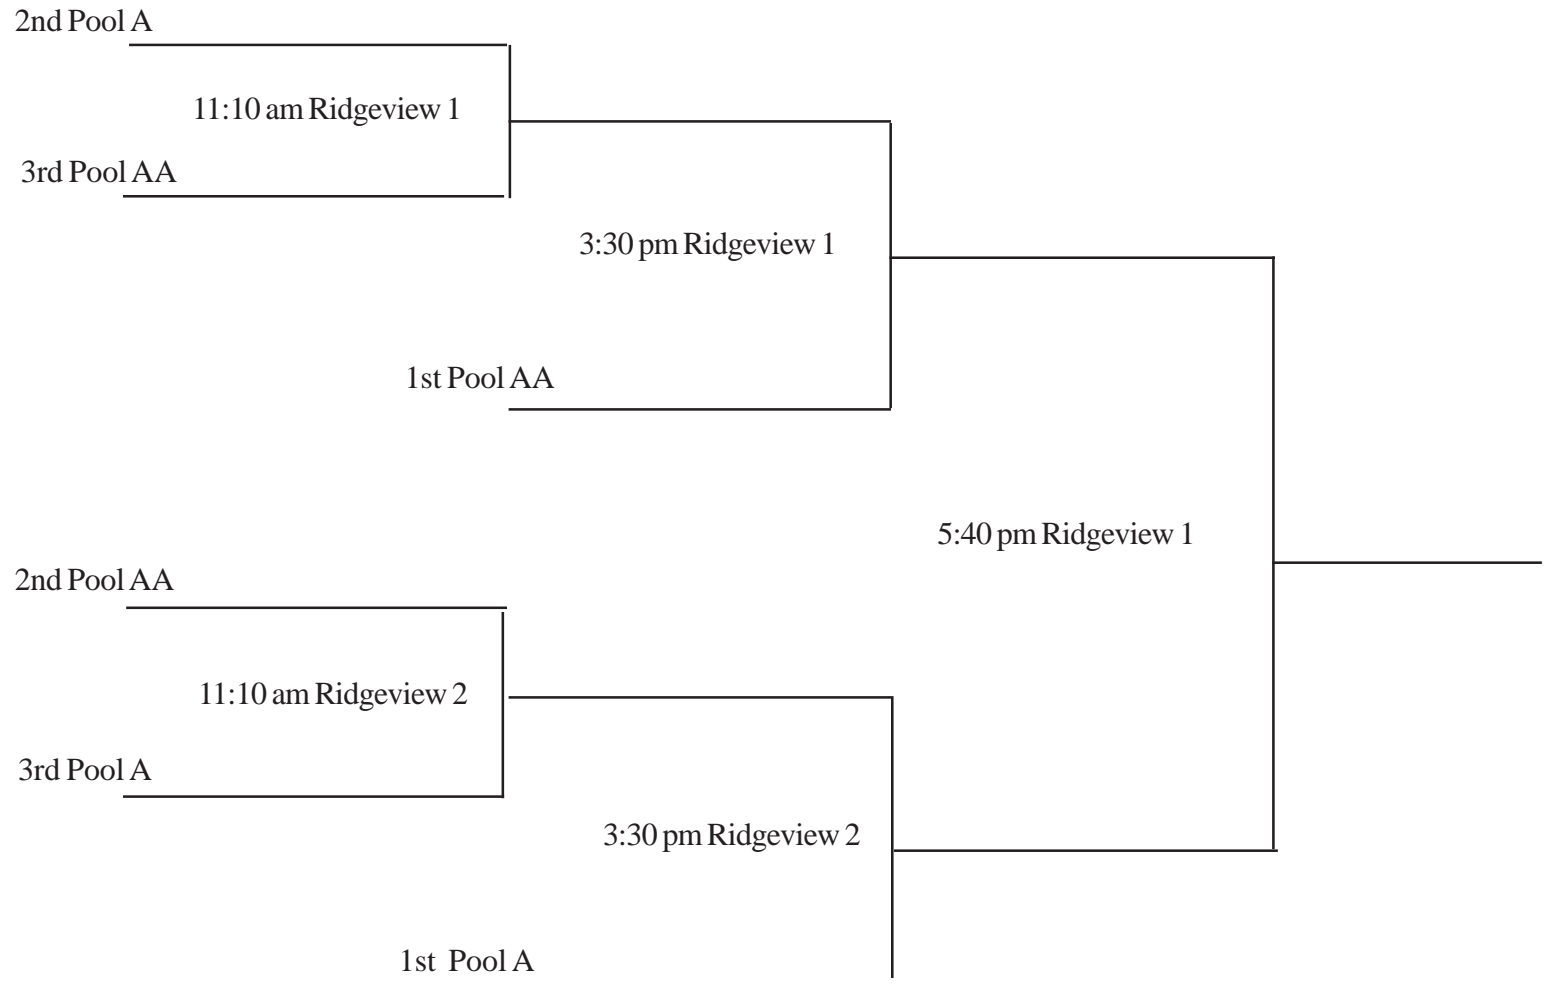 2nd Pool A
11:10 am Ridgeview 1
3rd Pool AA
3:30 pm Ridgeview 1
1st Pool AA
5:40 pm Ridgeview 1
2nd Pool AA
11:10 am Ridgeview 2
3rd Pool A
3:30 pm Ridgeview 2
1st Pool A